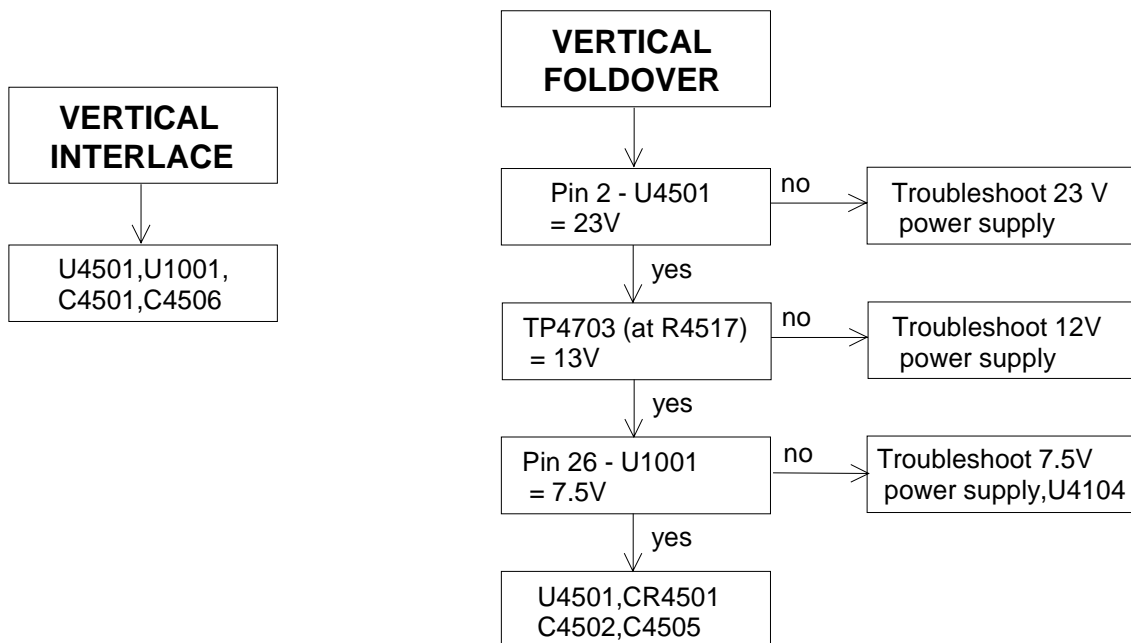 VERTICAL
INTERLACE
U4501,U1001,
C4501,C4506
VERTICAL
FOLDOVER
Pin 2 - U4501
= 23V
no
Troubleshoot 23 V
power supply
yes
TP4703 (at R4517)
= 13V
no
Troubleshoot 12V
power supply
yes
Pin 26 - U1001
= 7.5V
no
Troubleshoot 7.5V
power supply,U4104
yes
U4501,CR4501
C4502,C4505